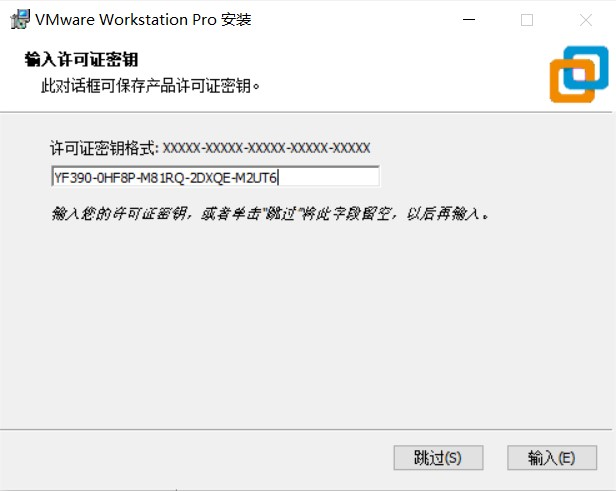 VMware Workstation Pro 安装
输入许可证密钥
此对话框可保存产品许可证密钥。
许可证密钥格式: XXXXX-XXXXX-XXXXX-XXXXX-XXXXX
YF390-0HF8P-M81RQ-2DXQE-M2UT6
输入您的许可证密钥，或者单击"跳过"将此字段留空，以后再输入。
跳过(S) 输入(E)